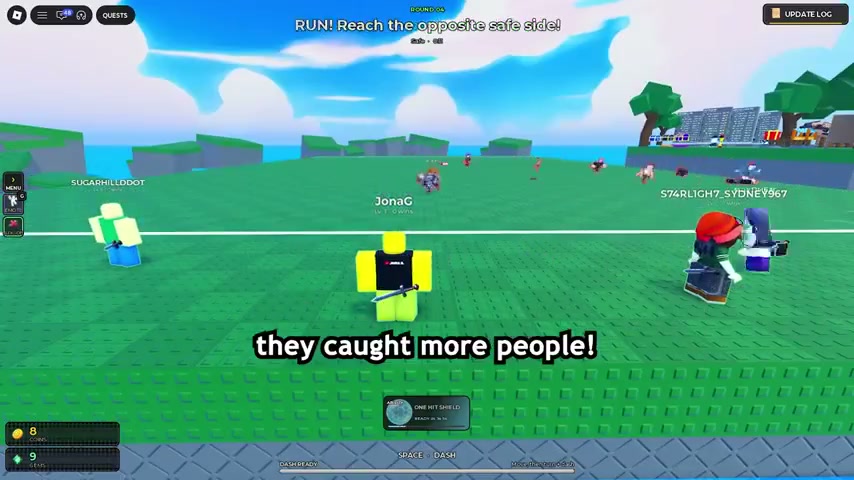 ROUND 04
RUN! Reach the opposite safe side!
48
QUESTS
UPDATE LOG
MENU
SUGARHILLDDOT
JonaG
S74RL1GH7_SYDNEY967
they caught more people!
ONE HIT SHIELD
8
COINS
9
GEMS
SPACE DASH
DASH READY